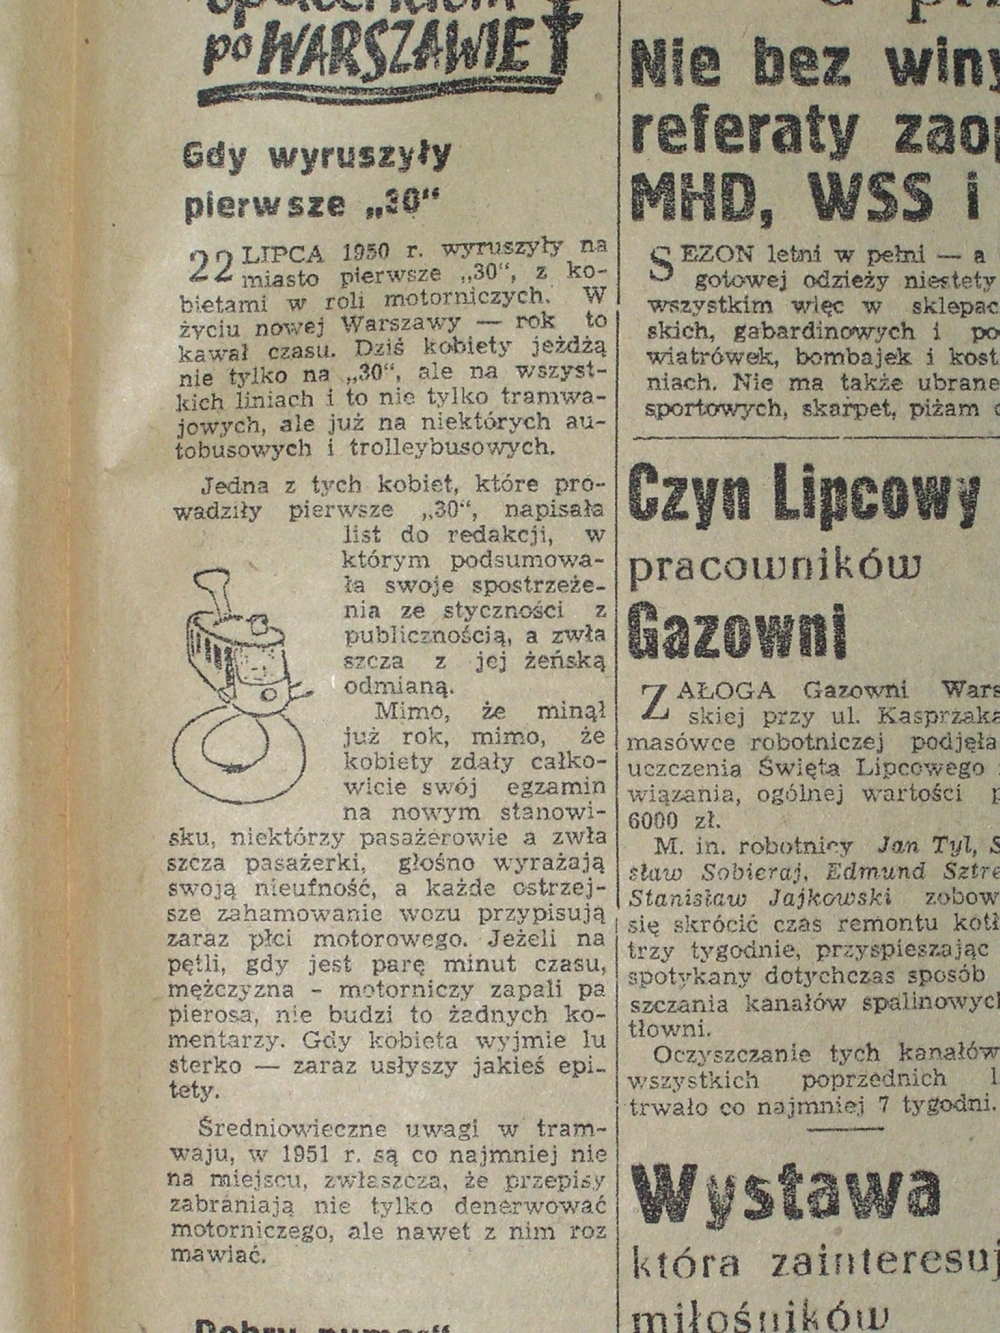 po WARSZAWIE
Gdy wyruszyły
pierwsze „30“
22 LIPCA 1950 r. wyruszyły na
miasto pierwsze „30“, z ko-
bietami w roli motorniczych. W
życiu nowej Warszawy — rok to
kawał czasu. Dziś kobiety jeżdżą
nie tylko na „30“, ale na wszyst-
kich liniach i to nie tylko tramwa-
jowych, ale już na niektórych au-
tobusowych i trolleybusowych.
Jedna z tych kobiet, które pro-
wadziły pierwsze „30“, napisała
list do redakcji, w
którym podsumowa-
ła swoje spostrzeże-
nia ze styczności z
publicznością, a zwła
szcza z jej żeńską
odmianą.
Mimo, że minął
już rok, mimo, że
kobiety zdały całko-
wicie swój egzamin
na nowym stanowi-
sku, niektórzy pasażerowie a zwła
szcza pasażerki, głośno wyrażają
swoją nieufność, a każde ostrzej-
sze zahamowanie wozu przypisują
zaraz płci motorowego. Jeżeli na
pętli, gdy jest parę minut czasu,
mężczyzna - motorniczy zapali pa
pierosa, nie budzi to żadnych ko-
mentarzy. Gdy kobieta wyjmie lu
sterko — zaraz usłyszy jakieś epi-
tety.
Średniowieczne uwagi w tram-
waju, w 1951 r. są co najmniej nie
na miejscu, zwłaszcza, że przepisy
zabraniają nie tylko denerwować
motorniczego, ale nawet z nim roz
mawiać.
Nie bez winy
referaty zaop
MHD, WSS i
SEZON letni w pełni — a
gotowej odzieży niestety
wszystkim więc w sklepac
skich, gabardinowych i po
wiatrówek, bombajek i kost
niach. Nie ma także ubrane
sportowych, skarpet, piżam
Czyn Lipcowy
pracowników
Gazowni
ZAŁOGA Gazowni Wars
skiej przy ul. Kasprzaka
masówce robotniczej podjęła
uczczenia Święta Lipcowego
wiązania, ogólnej wartości p
6000 zł.
M. in. robotnicy Jan Tyl, S
sław Sobieraj, Edmund Sztre
Stanisław Jajkowski zobow
się skrócić czas remontu kotł
trzy tygodnie, przyspieszając
spotykany dotychczas sposób
szczania kanałów spalinowych
tłowni.
Oczyszczanie tych kanałów
wszystkich poprzednich l
trwało co najmniej 7 tygodni.
Wystawa
która zainteresuj
miłośników